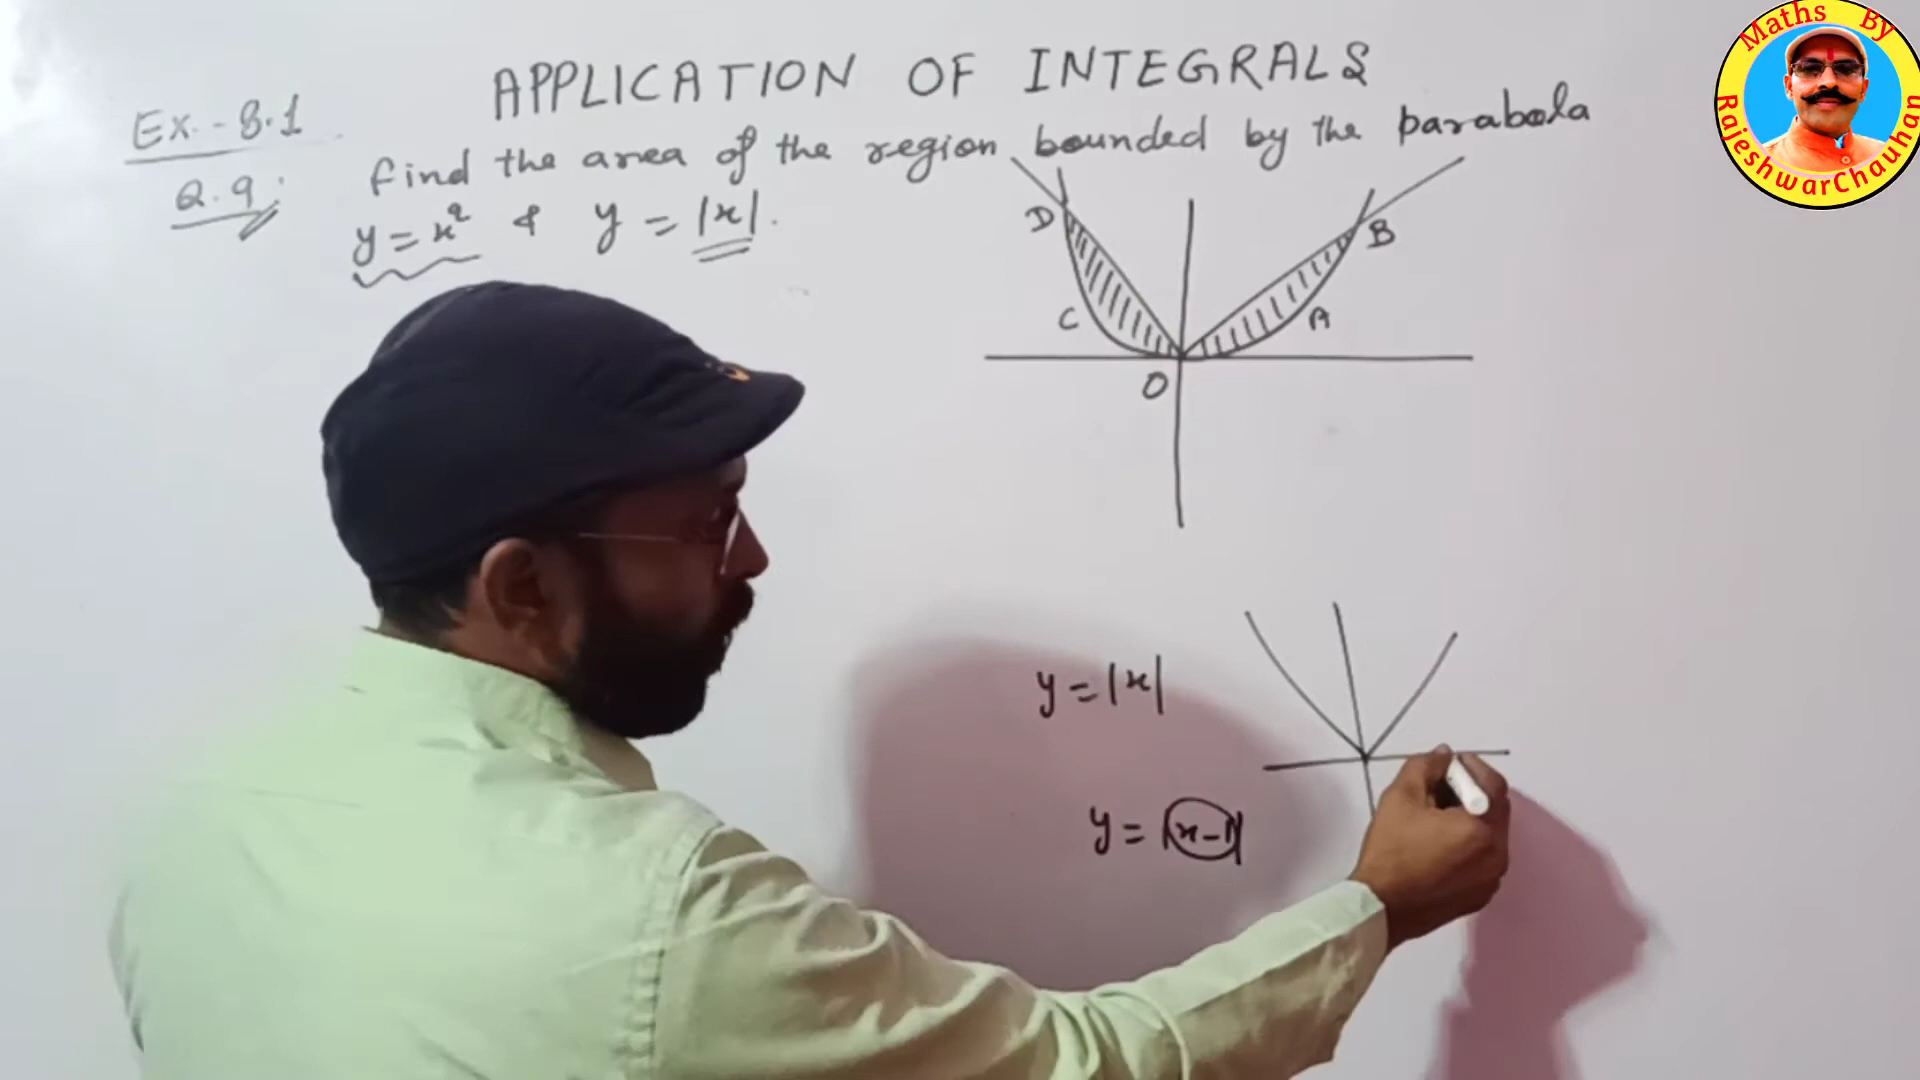 APPLICATION OF INTEGRALS
Ex.-8.1
Q.9. Find the area of the region bounded by the parabola
y = x² & y = |x|.
D
B
C
A
O
y = |x|
y = |x-1|
Maths By
RajeshwarChauhan